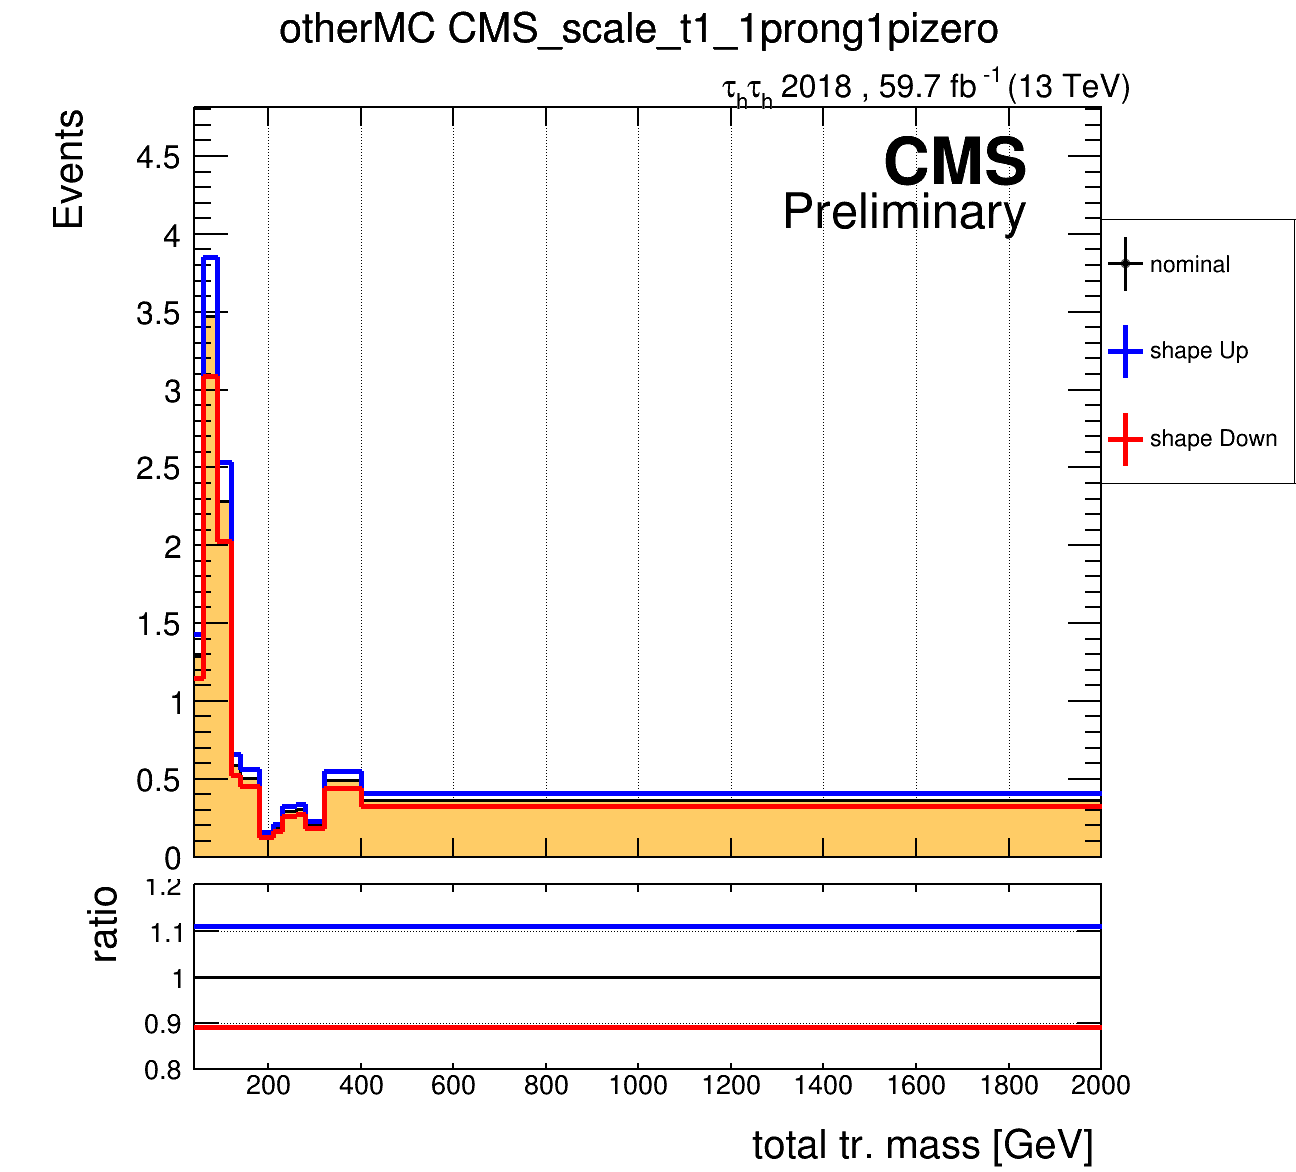 otherMC CMS_scale_t1_1prong1pizero
τhτh 2018 , 59.7 fb -1 (13 TeV)
Events
CMS
Preliminary
4.5
4
3.5
3
2.5
2
1.5
1
0.5
0
nominal
shape Up
shape Down
ratio
1.2
1.1
1
0.9
0.8
200 400 600 800 1000 1200 1400 1600 1800 2000
total tr. mass [GeV]